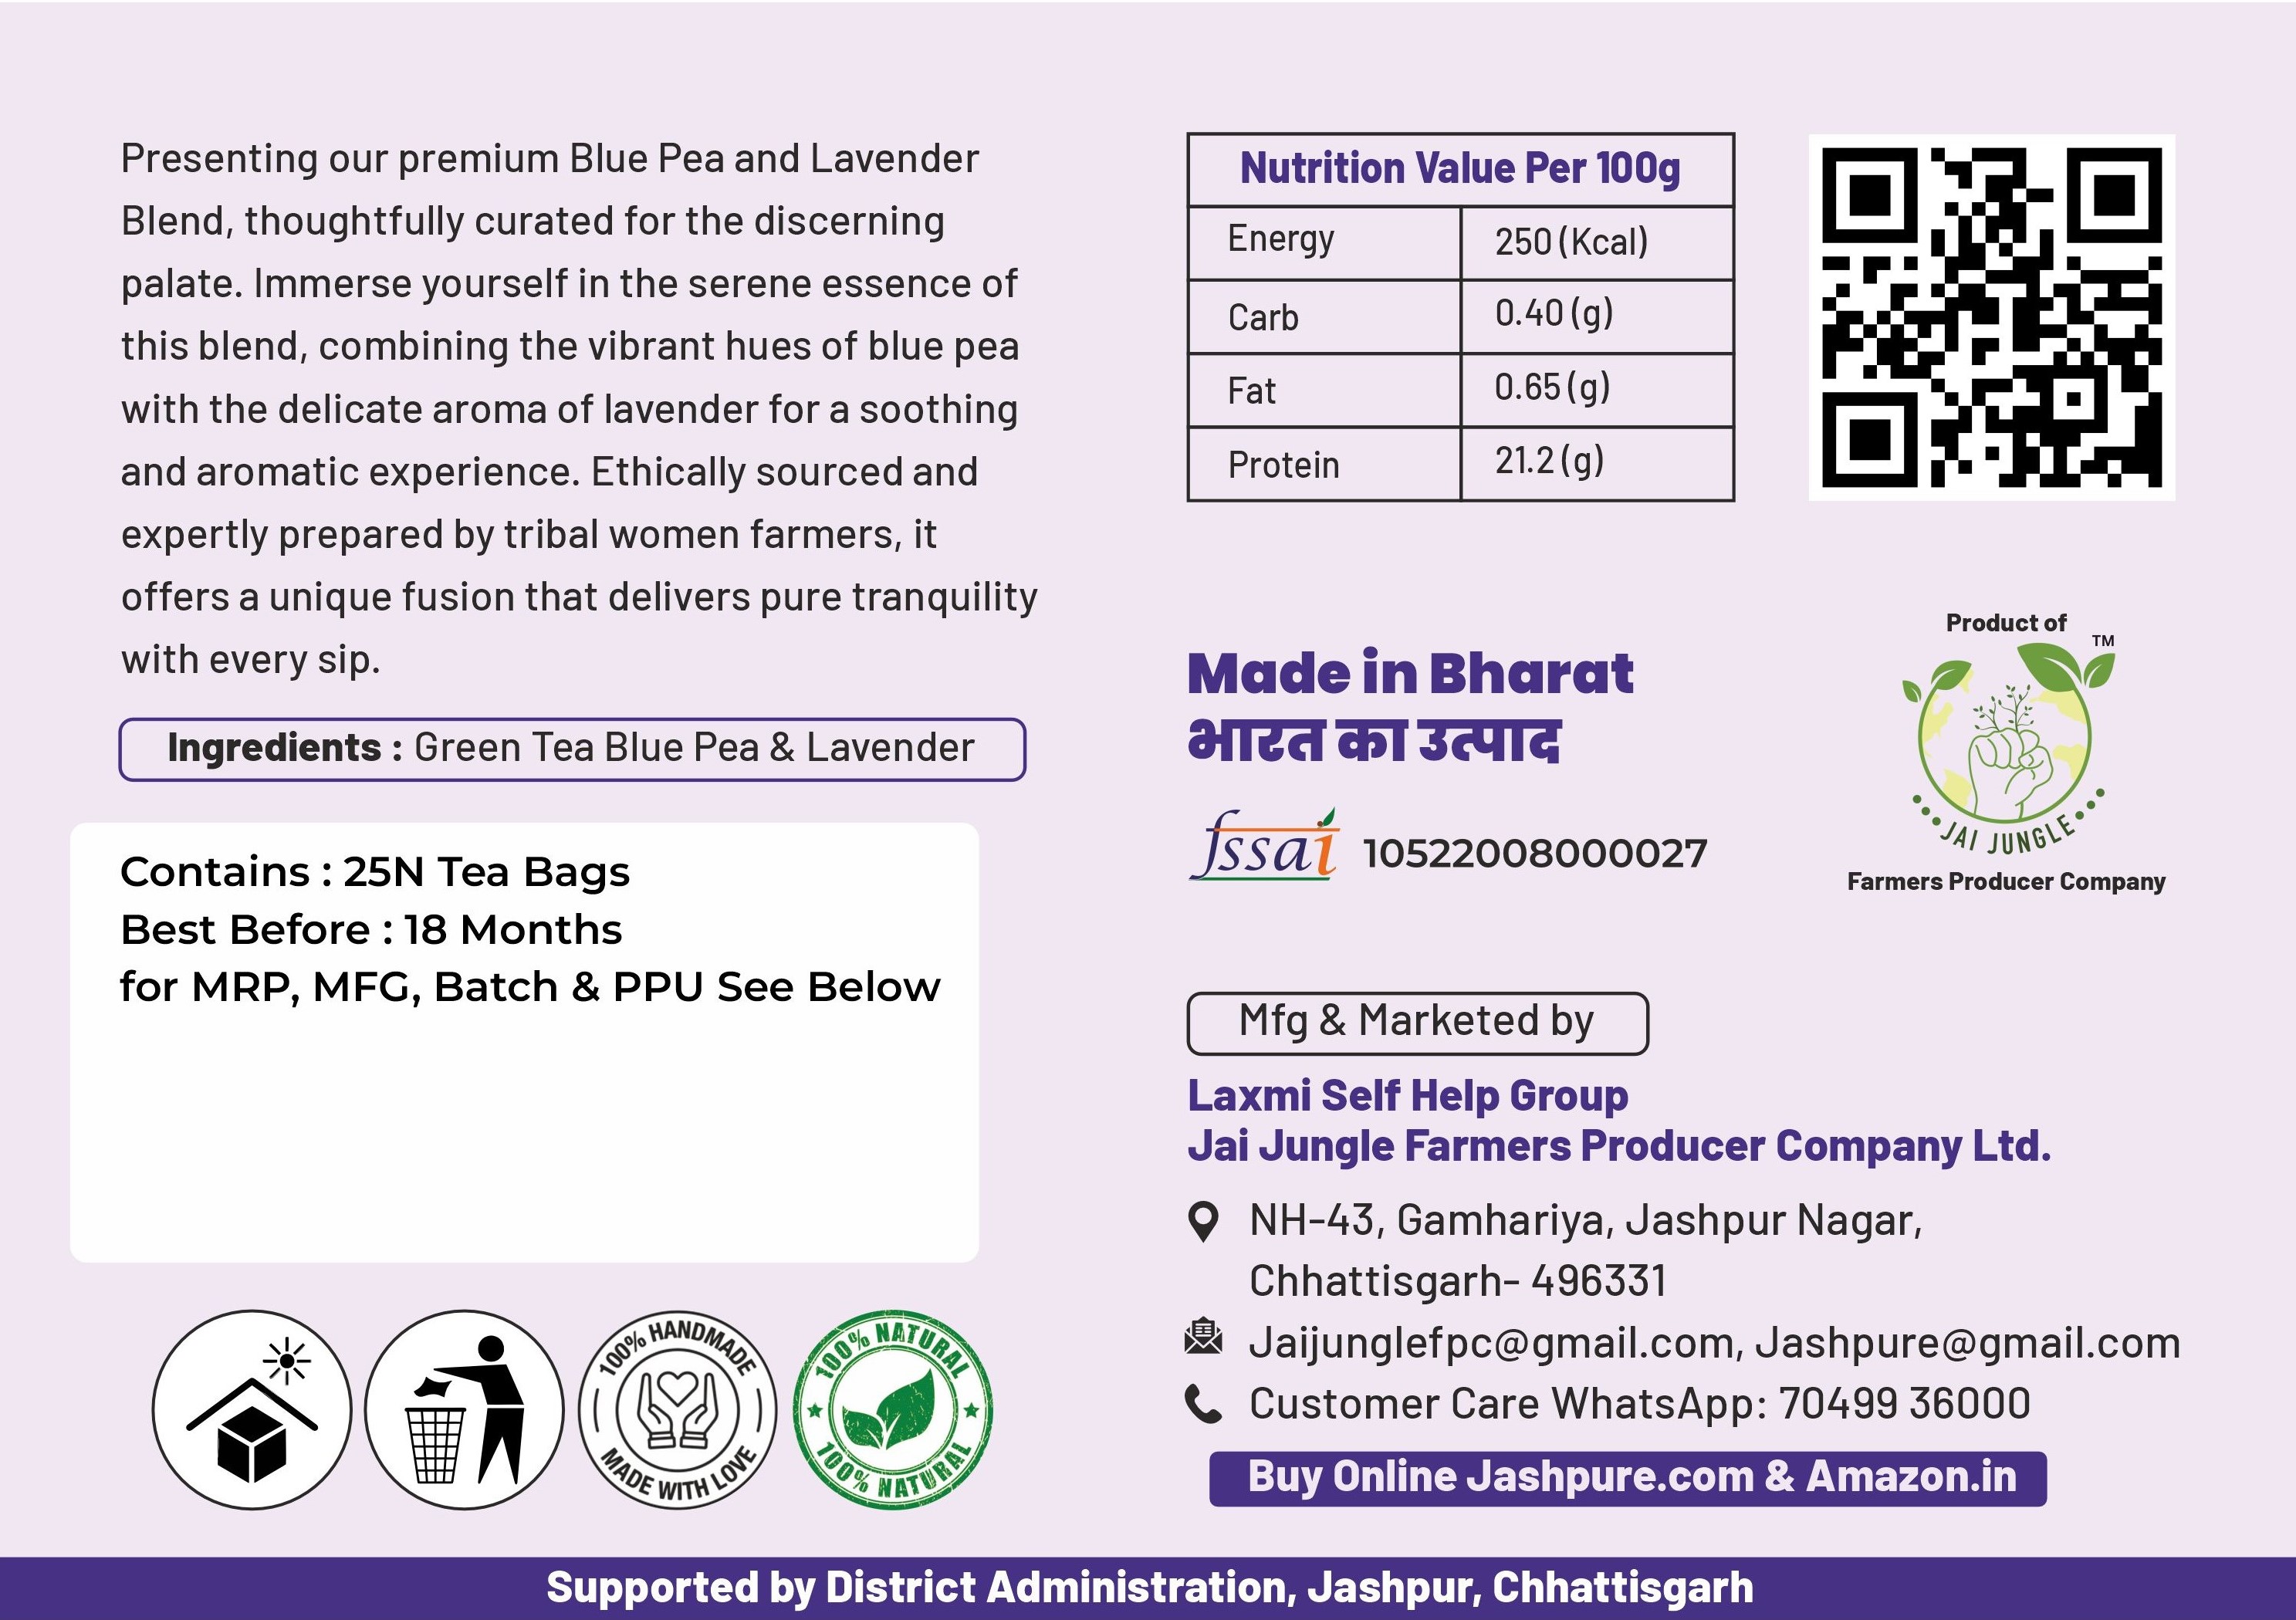 Presenting our premium Blue Pea and Lavender
Blend, thoughtfully curated for the discerning
palate. Immerse yourself in the serene essence of
this blend, combining the vibrant hues of blue pea
with the delicate aroma of lavender for a soothing
and aromatic experience. Ethically sourced and
expertly prepared by tribal women farmers, it
offers a unique fusion that delivers pure tranquility
with every sip.
Ingredients : Green Tea Blue Pea & Lavender
Contains : 25N Tea Bags
Best Before : 18 Months
for MRP, MFG, Batch & PPU See Below
100% HANDMADE
MADE WITH LOVE
100% NATURAL
100% NATURAL
Nutrition Value Per 100g
Energy 250 (Kcal)
Carb 0.40 (g)
Fat 0.65 (g)
Protein 21.2 (g)
Made in Bharat
भारत का उत्पाद
fssai 10522008000027
Product of
TM
JAI JUNGLE
Farmers Producer Company
Mfg & Marketed by
Laxmi Self Help Group
Jai Jungle Farmers Producer Company Ltd.
NH-43, Gamhariya, Jashpur Nagar,
Chhattisgarh- 496331
Jaijunglefpc@gmail.com, Jashpure@gmail.com
Customer Care WhatsApp: 70499 36000
Buy Online Jashpure.com & Amazon.in
Supported by District Administration, Jashpur, Chhattisgarh